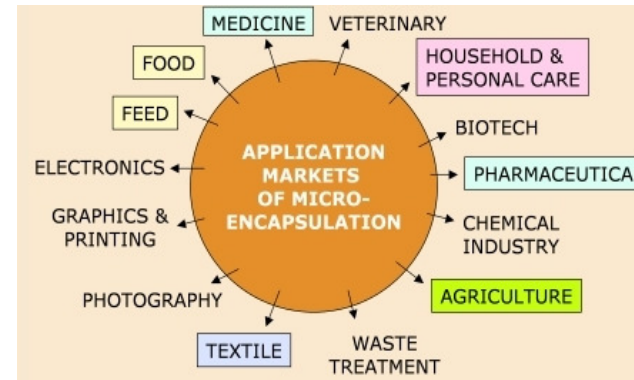 MEDICINE
VETERINARY
HOUSEHOLD &
PERSONAL CARE
BIOTECH
PHARMACEUTICA
CHEMICAL
INDUSTRY
AGRICULTURE
WASTE
TREATMENT
TEXTILE
PHOTOGRAPHY
GRAPHICS &
PRINTING
ELECTRONICS
FEED
FOOD
APPLICATION
MARKETS
OF MICRO-
ENCAPSULATION